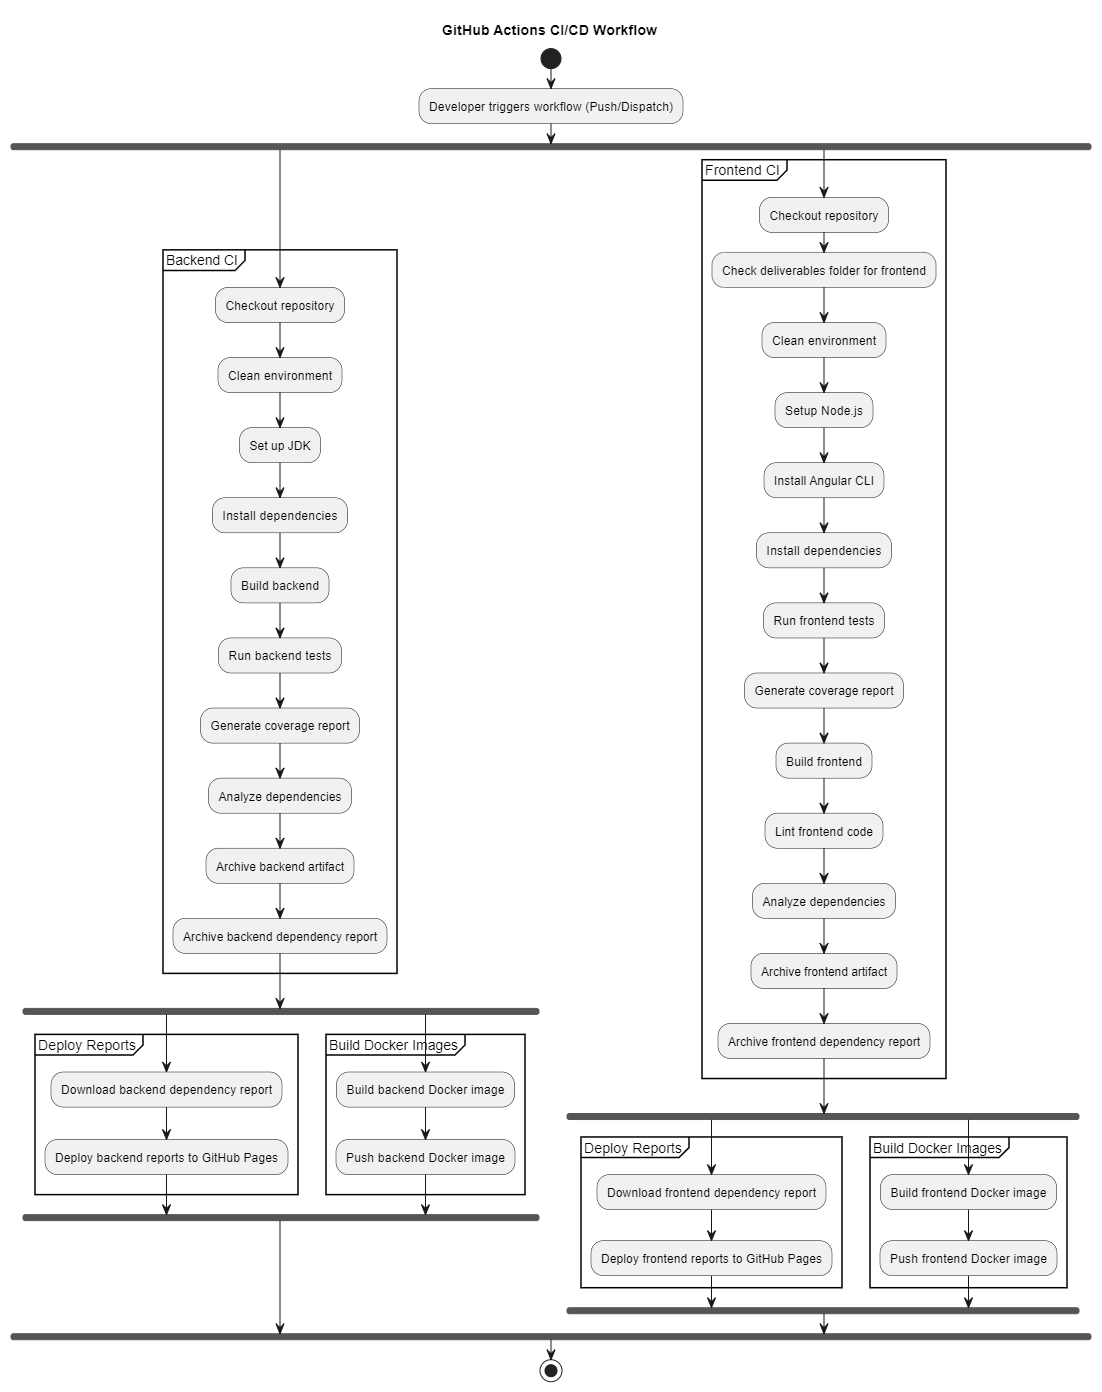 GitHub Actions CI/CD Workflow
Developer triggers workflow (Push/Dispatch)
Backend CI
Checkout repository
Clean environment
Set up JDK
Install dependencies
Build backend
Run backend tests
Generate coverage report
Analyze dependencies
Archive backend artifact
Archive backend dependency report
Deploy Reports
Download backend dependency report
Deploy backend reports to GitHub Pages
Build Docker Images
Build backend Docker image
Push backend Docker image
Frontend CI
Checkout repository
Check deliverables folder for frontend
Clean environment
Setup Node.js
Install Angular CLI
Install dependencies
Run frontend tests
Generate coverage report
Build frontend
Lint frontend code
Analyze dependencies
Archive frontend artifact
Archive frontend dependency report
Deploy Reports
Download frontend dependency report
Deploy frontend reports to GitHub Pages
Build Docker Images
Build frontend Docker image
Push frontend Docker image